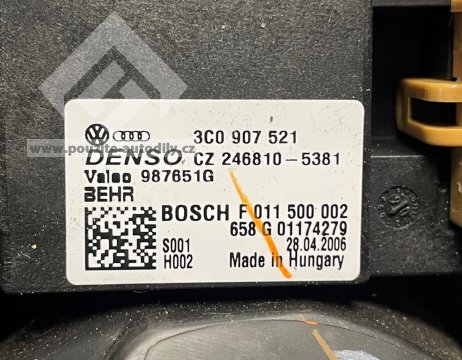 3C0 907 521
DENSO CZ 246810-5381
Valeo 987651G
BEHR
BOSCH F 011 500 002
658 G 01174279
S001 28.04.2006
H002 Made in Hungary
www.pouzite-autodily.cz